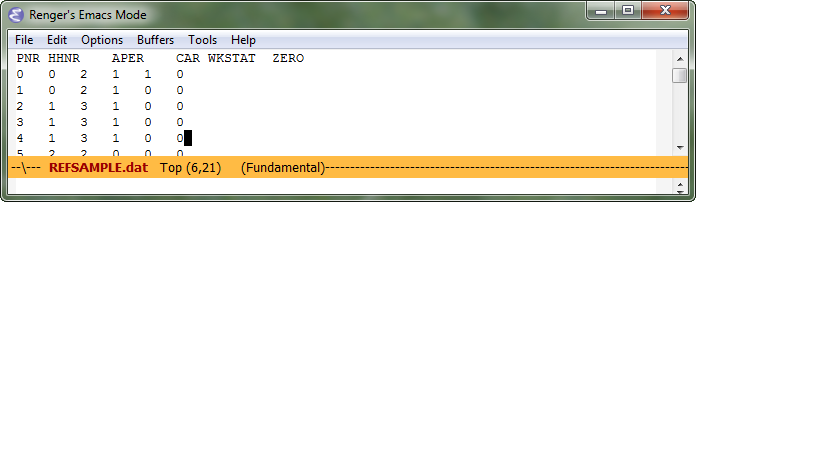 Renger's Emacs Mode
File Edit Options Buffers Tools Help
PNR HHNR APER CAR WKSTAT ZERO
0 0 2 1 1 0
1 0 2 1 0 0
2 1 3 1 0 0
3 1 3 1 0 0
4 1 3 1 0 0
5 2 2 0 0 0
--\--- REFSAMPLE.dat Top (6,21) (Fundamental)-----------------------------------------------------------------------